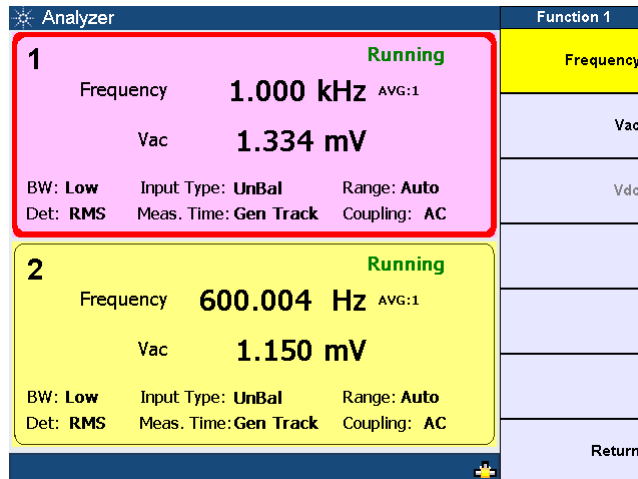 Analyzer
1
Running
Frequency 1.000 kHz AVG:1
Vac 1.334 mV
BW: Low Input Type: UnBal Range: Auto
Det: RMS Meas. Time: Gen Track Coupling: AC
2
Running
Frequency 600.004 Hz AVG:1
Vac 1.150 mV
BW: Low Input Type: UnBal Range: Auto
Det: RMS Meas. Time: Gen Track Coupling: AC
Function 1
Frequency
Vac
Vdc
Return